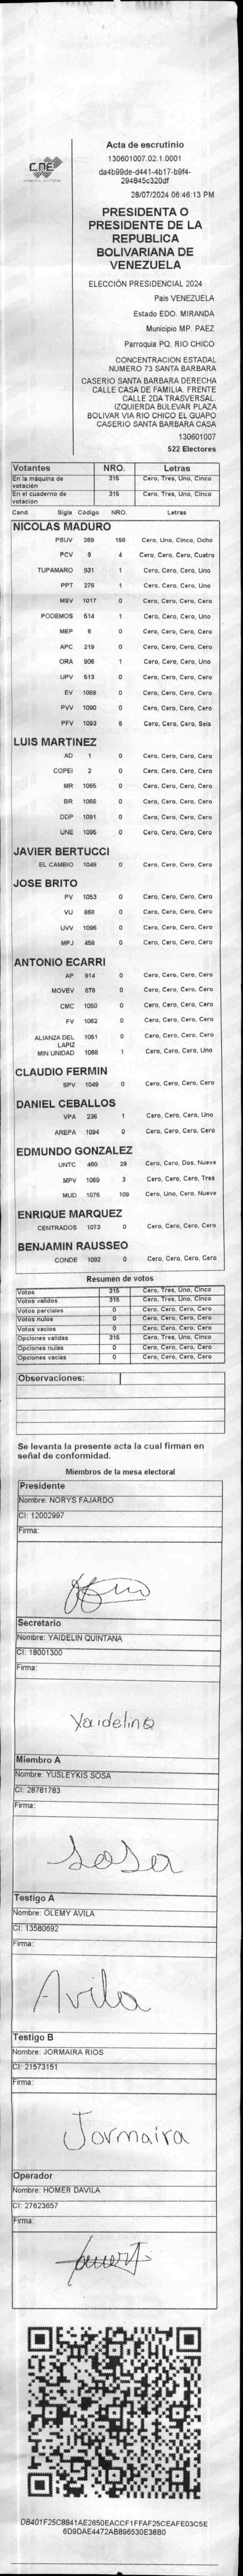 CNE
Acta de escrutinio
130601007.02.1.0001
da4b99de-d441-4b17-b9f4-
294845c320df
28/07/2024 06:46:13 PM
PRESIDENTA O
PRESIDENTE DE LA
REPUBLICA
BOLIVARIANA DE
VENEZUELA
ELECCIÓN PRESIDENCIAL 2024
Pais VENEZUELA
Estado EDO. MIRANDA
Municipio MP. PAEZ
Parroquia PQ. RIO CHICO
CONCENTRACION ESTADAL
NUMERO 73 SANTA BARBARA
CASERIO SANTA BARBARA DERECHA
CALLE CASA DE FAMILIA. FRENTE
CALLE 2DA TRASVERSAL.
IZQUIERDA BULEVAR PLAZA
BOLIVAR VIA RIO CHICO EL GUAPO
CASERIO SANTA BARBARA CASA
130601007
522 Electores
Votantes NRO. Letras
En la máquina de votación 315 Cero, Tres, Uno, Cinco
En el cuaderno de votación 315 Cero, Tres, Uno, Cinco
Cand. Sigla Código NRO. Letras
NICOLAS MADURO
PSUV 269 158 Cero, Uno, Cinco, Ocho
PCV 9 4 Cero, Cero, Cero, Cuatro
TUPAMARO 931 1 Cero, Cero, Cero, Uno
PPT 276 1 Cero, Cero, Cero, Uno
MSV 1017 0 Cero, Cero, Cero, Cero
PODEMOS 514 1 Cero, Cero, Cero, Uno
MEP 6 0 Cero, Cero, Cero, Cero
APC 219 0 Cero, Cero, Cero, Cero
ORA 906 1 Cero, Cero, Cero, Uno
UPV 513 0 Cero, Cero, Cero, Cero
EV 1089 0 Cero, Cero, Cero, Cero
PVV 1090 0 Cero, Cero, Cero, Cero
PFV 1093 6 Cero, Cero, Cero, Seis
LUIS MARTINEZ
AD 1 0 Cero, Cero, Cero, Cero
COPEI 2 0 Cero, Cero, Cero, Cero
MR 1065 0 Cero, Cero, Cero, Cero
BR 1066 0 Cero, Cero, Cero, Cero
DDP 1091 0 Cero, Cero, Cero, Cero
UNE 1095 0 Cero, Cero, Cero, Cero
JAVIER BERTUCCI
EL CAMBIO 1048 0 Cero, Cero, Cero, Cero
JOSE BRITO
PV 1053 0 Cero, Cero, Cero, Cero
VU 868 0 Cero, Cero, Cero, Cero
UVV 1096 0 Cero, Cero, Cero, Cero
MPJ 458 0 Cero, Cero, Cero, Cero
ANTONIO ECARRI
AP 814 0 Cero, Cero, Cero, Cero
MOVEV 878 0 Cero, Cero, Cero, Cero
CMC 1050 0 Cero, Cero, Cero, Cero
FV 1062 0 Cero, Cero, Cero, Cero
ALIANZA DEL LAPIZ 1051 0 Cero, Cero, Cero, Cero
MIN UNIDAD 1088 1 Cero, Cero, Cero, Uno
CLAUDIO FERMIN
SPV 1049 0 Cero, Cero, Cero, Cero
DANIEL CEBALLOS
VPA 236 1 Cero, Cero, Cero, Uno
AREPA 1094 0 Cero, Cero, Cero, Cero
EDMUNDO GONZALEZ
UNTC 460 29 Cero, Cero, Dos, Nueve
MPV 1069 3 Cero, Cero, Cero, Tres
MUD 1075 109 Cero, Uno, Cero, Nueve
ENRIQUE MARQUEZ
CENTRADOS 1073 0 Cero, Cero, Cero, Cero
BENJAMIN RAUSSEO
CONDE 1092 0 Cero, Cero, Cero, Cero
Resumen de votos
Votos 315 Cero, Tres, Uno, Cinco
Votos validos 315 Cero, Tres, Uno, Cinco
Votos parciales 0 Cero, Cero, Cero, Cero
Votos nulos 0 Cero, Cero, Cero, Cero
Votos vacios 0 Cero, Cero, Cero, Cero
Opciones validas 315 Cero, Tres, Uno, Cinco
Opciones nulas 0 Cero, Cero, Cero, Cero
Opciones vacias 0 Cero, Cero, Cero, Cero
Observaciones:
Se levanta la presente acta la cual firman en
señal de conformidad.
Miembros de la mesa electoral
Presidente
Nombre: NORYS FAJARDO
CI: 12002997
Firma:
Secretario
Nombre: YAIDELIN QUINTANA
CI: 18001300
Firma:
Yaidelin Q
Miembro A
Nombre: YUSLEYKIS SOSA
CI: 28781783
Firma:
Sosa
Testigo A
Nombre: OLEMY AVILA
CI: 13580692
Firma:
Avila
Testigo B
Nombre: JORMAIRA RIOS
CI: 21573151
Firma:
Jormaira
Operador
Nombre: HOMER DAVILA
CI: 27623657
Firma:
DB401F25C8841AE2650EACCF1FFAF25CEAFE03C5E
6D9DAE4472AB896530E38B0